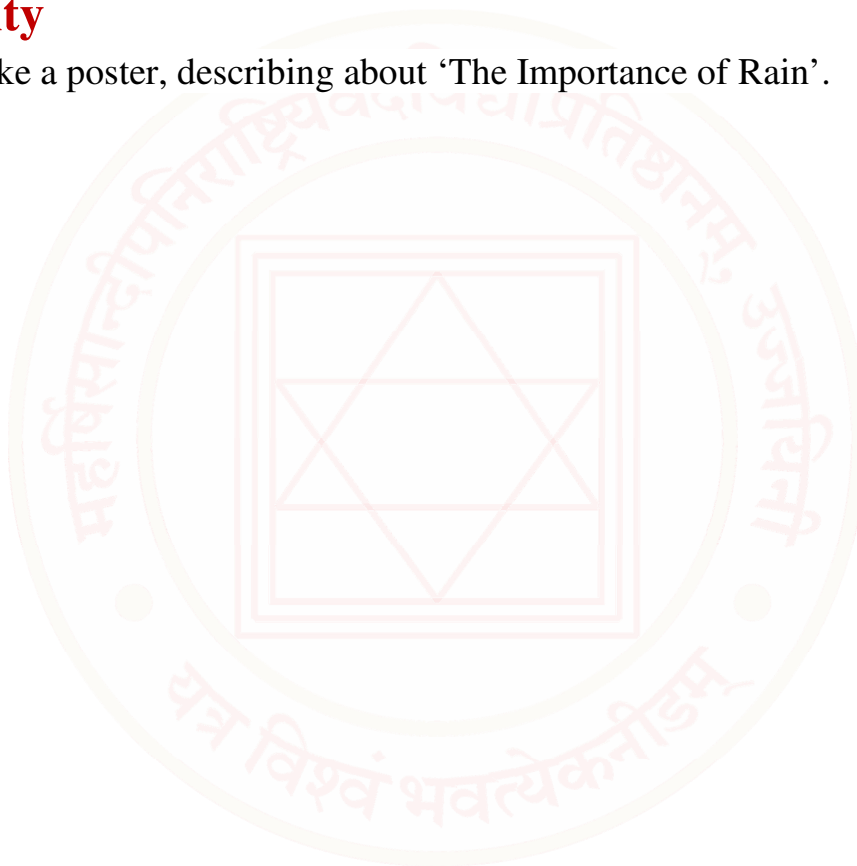 ity
ke a poster, describing about ‘The Importance of Rain’.
महर्षिसान्दीपनिराष्ट्रियवेदविद्याप्रतिष्ठानम्, उज्जयिनी
यत्र विश्वं भवत्येकनीडम्